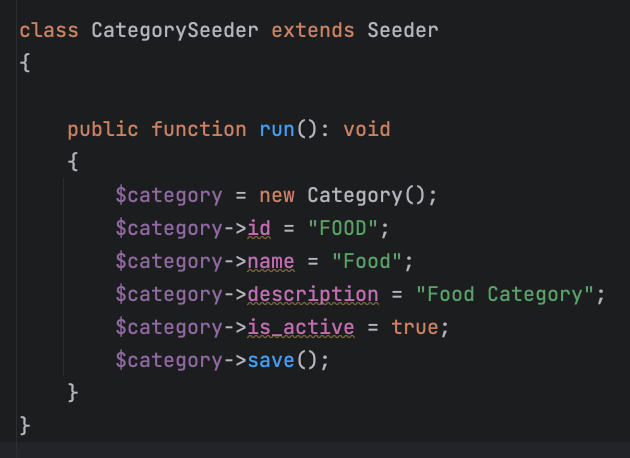 class CategorySeeder extends Seeder
{
public function run(): void
{
$category = new Category();
$category->id = "FOOD";
$category->name = "Food";
$category->description = "Food Category";
$category->is_active = true;
$category->save();
}
}